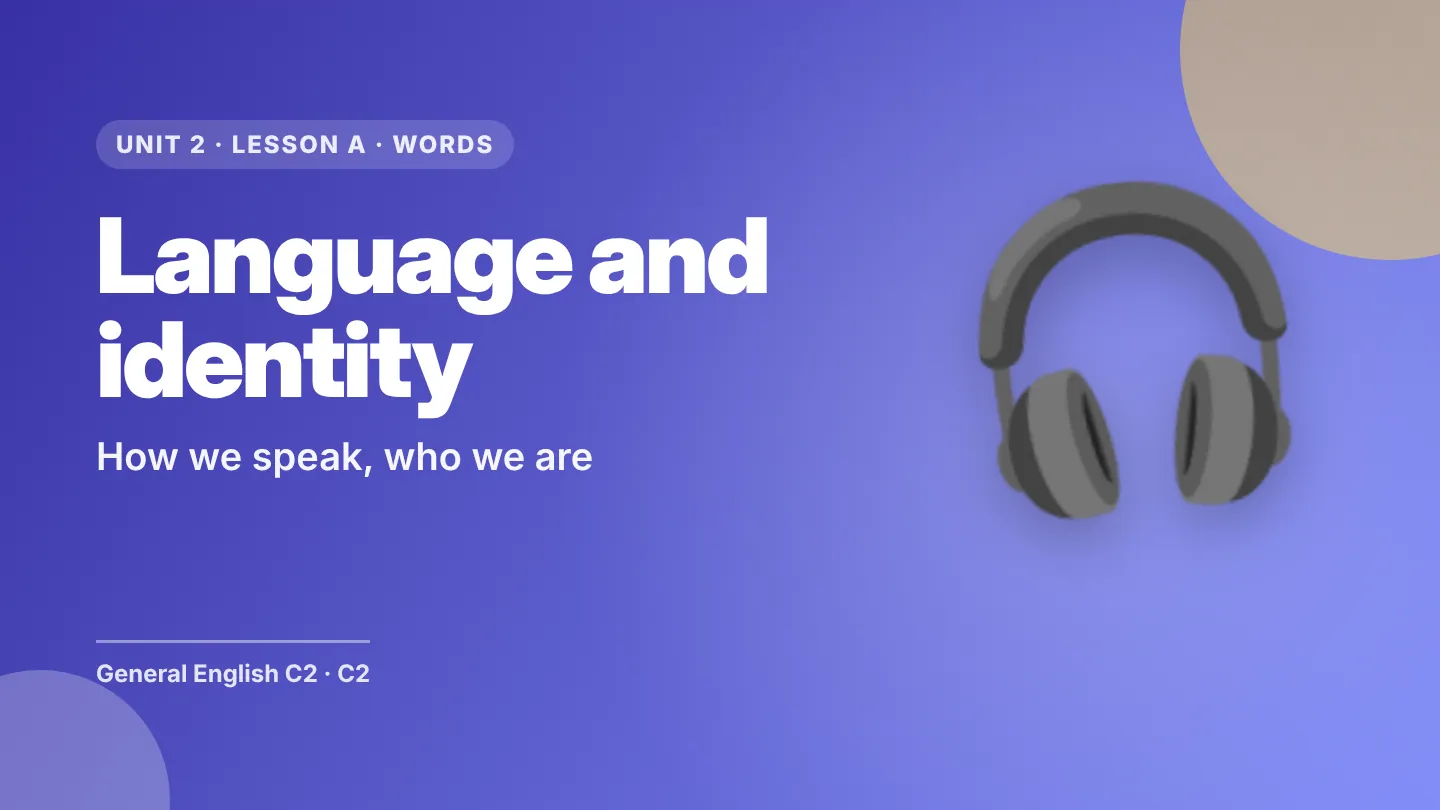 UNIT 2 · LESSON A · WORDS
Language and
identity
How we speak, who we are
General English C2 · C2